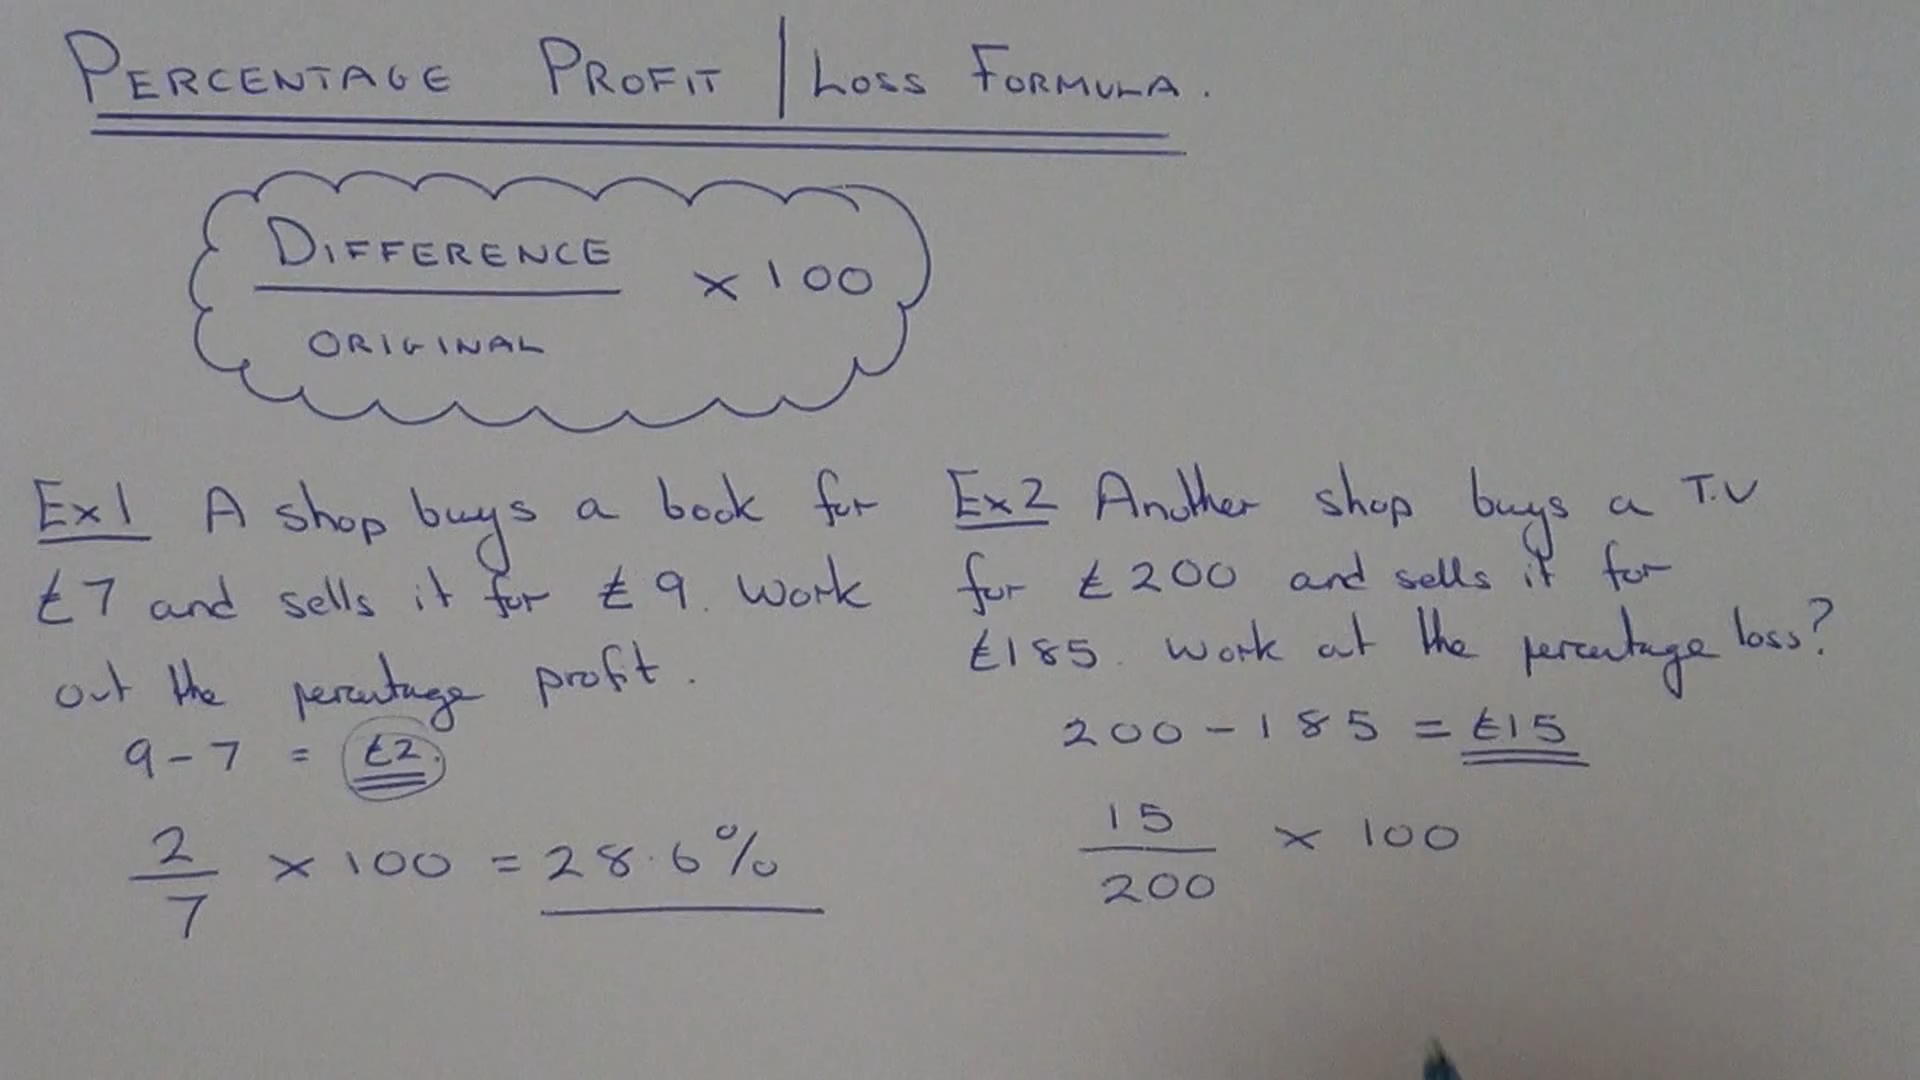 PERCENTAGE PROFIT | LOSS FORMULA.
DIFFERENCE
ORIGINAL
× 100
Ex1 A shop buys a book for
£7 and sells it for £9. Work
out the percentage profit.
9 - 7 = £2.
2
7
× 100 = 28.6%
Ex2 Another shop buys a T.V
for £200 and sells it for
£185. Work out the percentage loss?
200 - 185 = £15
15
200
× 100